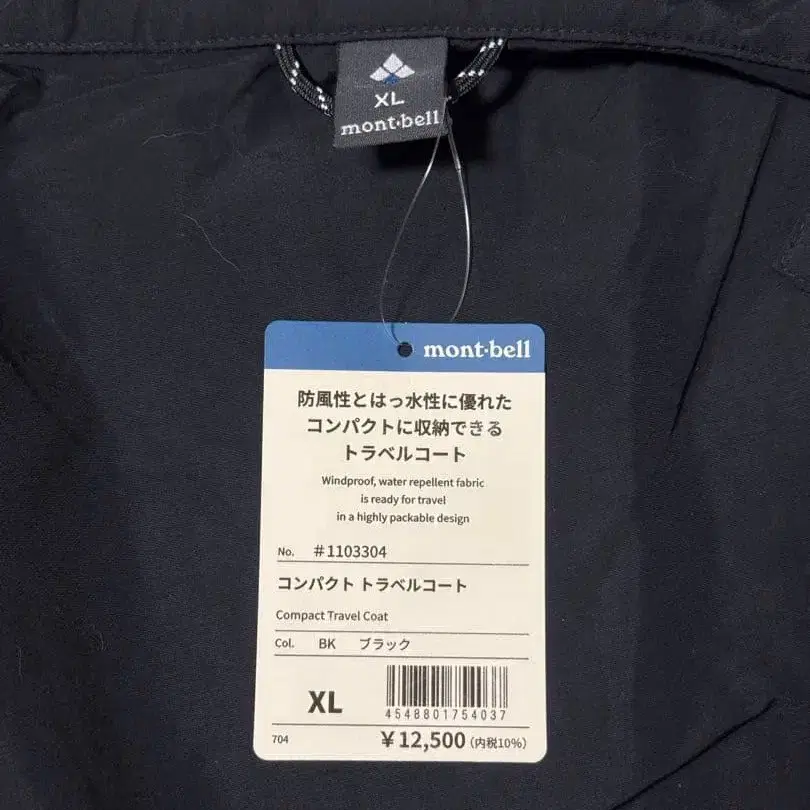 XL
mont·bell
mont·bell
防風性とはっ水性に優れた
コンパクトに収納できる
トラベルコート
Windproof, water repellent fabric
is ready for travel
in a highly packable design
No. #1103304
コンパクト トラベルコート
Compact Travel Coat
Col. BK ブラック
XL
4548801754037
704 ¥12,500(内税10%)